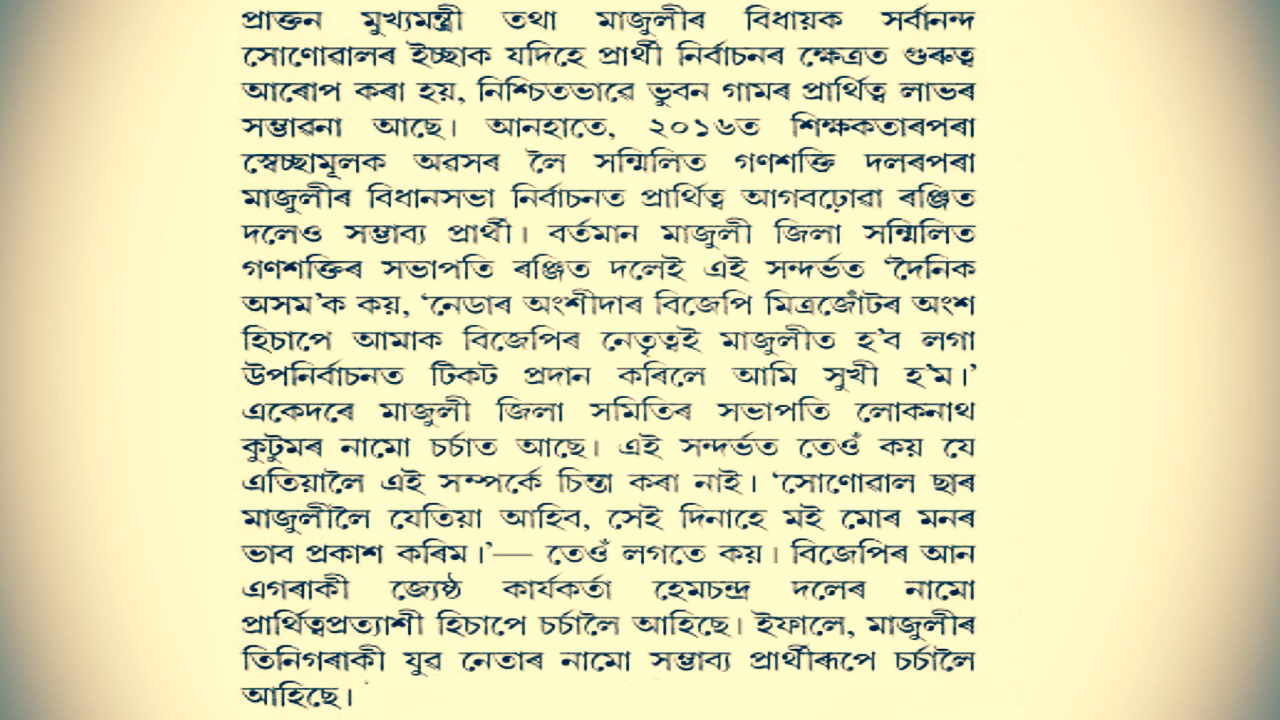 প্ৰাক্তন মুখ্যমন্ত্ৰী তথা মাজুলীৰ বিধায়ক সৰ্বানন্দ
সোণোৱালৰ ইচ্ছাক যদিহে প্ৰাৰ্থী নিৰ্বাচনৰ ক্ষেত্ৰত গুৰুত্ব
আৰোপ কৰা হয়, নিশ্চিতভাৱে ভুবন গামৰ প্ৰাৰ্থিত্ব লাভৰ
সম্ভাৱনা আছে। আনহাতে, ২০১৬ত শিক্ষকতাৰপৰা
স্বেচ্ছামূলক অৱসৰ লৈ সন্মিলিত গণশক্তি দলৰপৰা
মাজুলীৰ বিধানসভা নিৰ্বাচনত প্ৰাৰ্থিত্ব আগবঢ়োৱা ৰঞ্জিত
দলেও সম্ভাব্য প্ৰাৰ্থী। বৰ্তমান মাজুলী জিলা সন্মিলিত
গণশক্তিৰ সভাপতি ৰঞ্জিত দলেই এই সন্দৰ্ভত ‘দৈনিক
অসম’ক কয়, ‘নেডাৰ অংশীদাৰ বিজেপি মিত্ৰজোঁটৰ অংশ
হিচাপে আমাক বিজেপিৰ নেতৃত্বই মাজুলীত হ’ব লগা
উপনিৰ্বাচনত টিকট প্ৰদান কৰিলে আমি সুখী হ’ম।’
একেদৰে মাজুলী জিলা সমিতিৰ সভাপতি লোকনাথ
কুটুমৰ নামো চৰ্চাত আছে। এই সন্দৰ্ভত তেওঁ কয় যে
এতিয়ালৈ এই সম্পৰ্কে চিন্তা কৰা নাই। ‘সোণোৱাল ছাৰ
মাজুলীলৈ যেতিয়া আহিব, সেই দিনাহে মই মোৰ মনৰ
ভাব প্ৰকাশ কৰিম।’— তেওঁ লগতে কয়। বিজেপিৰ আন
এগৰাকী জ্যেষ্ঠ কাৰ্যকৰ্তা হেমচন্দ্ৰ দলেৰ নামো
প্ৰাৰ্থিত্বপ্ৰত্যাশী হিচাপে চৰ্চালৈ আহিছে। ইফালে, মাজুলীৰ
তিনিগৰাকী যুৱ নেতাৰ নামো সম্ভাব্য প্ৰাৰ্থীৰূপে চৰ্চালৈ
আহিছে।